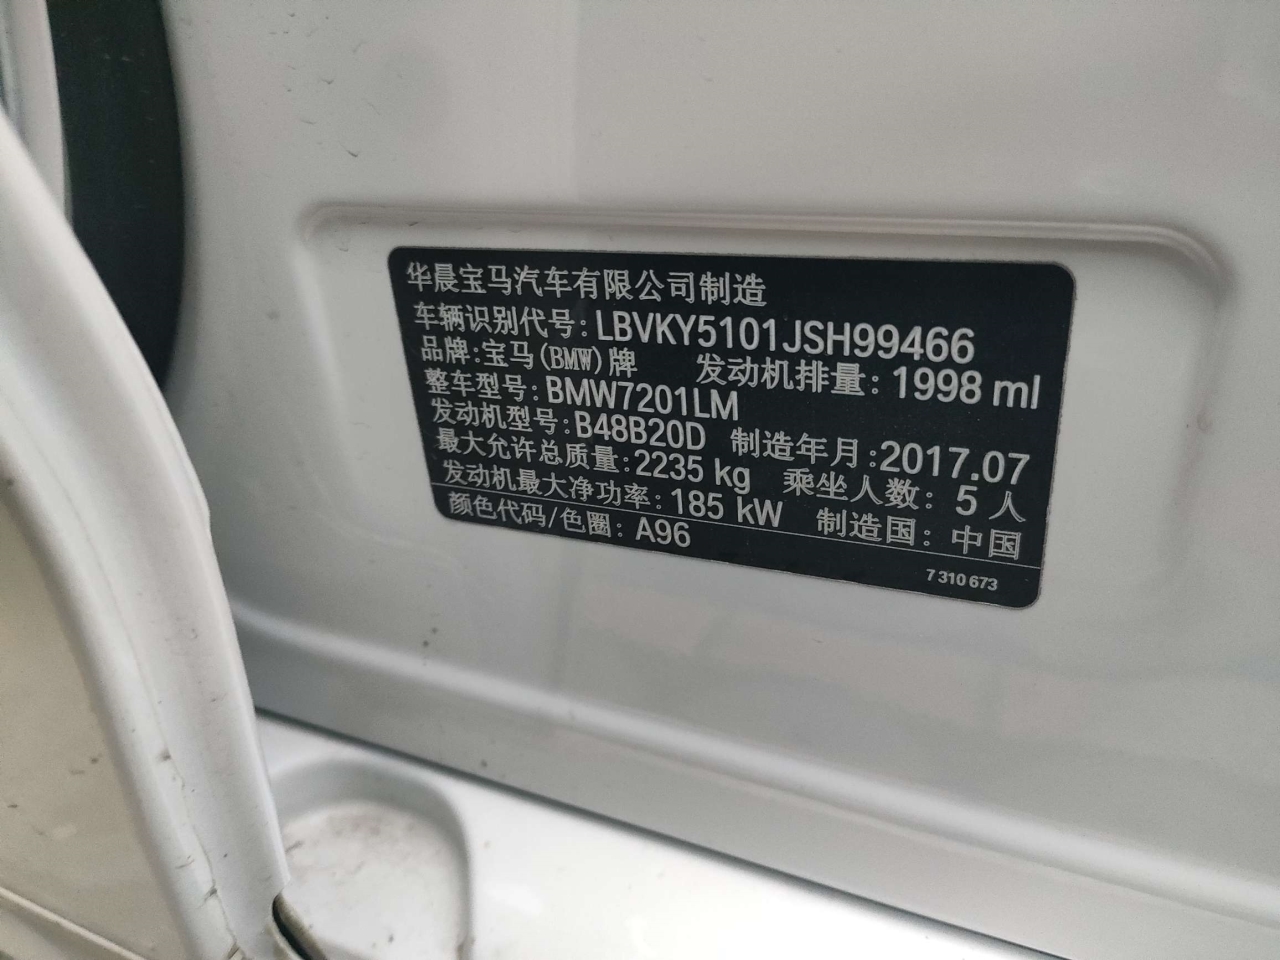 华晨宝马汽车有限公司制造
车辆识别代号: LBVKY5101JSH99466
品牌:宝马(BMW)牌 发动机排量: 1998 ml
整车型号: BMW7201LM
发动机型号: B48B20D 制造年月:2017.07
最大允许总质量:2235 kg 乘坐人数: 5 人
发动机最大净功率: 185 kW 制造国: 中国
颜色代码/色圈: A96
7 310 673